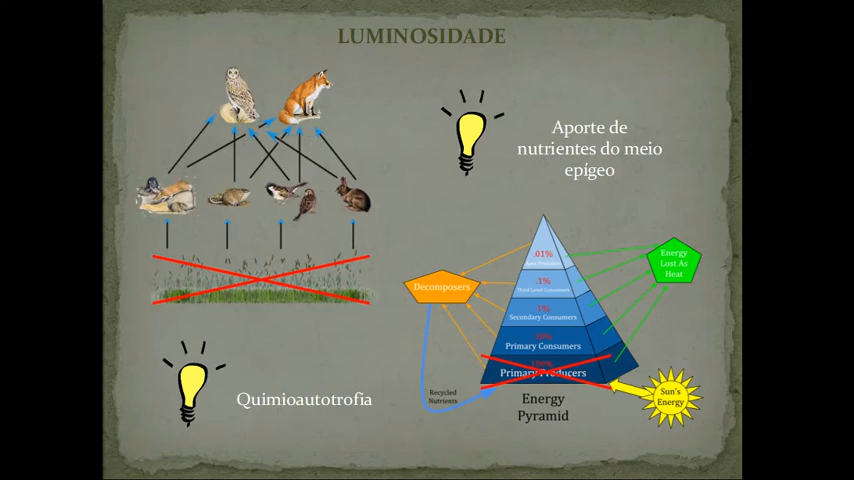 LUMINOSIDADE
Aporte de
nutrientes do meio
epígeo
.01%
.1%
Third Level Consumers
1%
Secondary Consumers
10%
Primary Consumers
100%
Primary Producers
Decomposers
Energy
Lost As
Heat
Recycled
Nutrients
Sun's
Energy
Energy
Pyramid
Quimioautotrofia